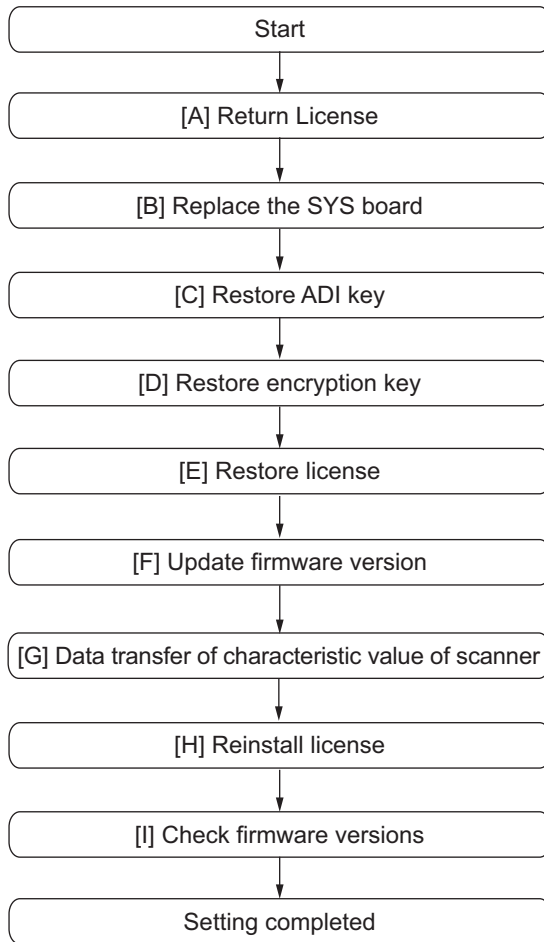 Start
[A] Return License
[B] Replace the SYS board
[C] Restore ADI key
[D] Restore encryption key
[E] Restore license
[F] Update firmware version
[G] Data transfer of characteristic value of scanner
[H] Reinstall license
[I] Check firmware versions
Setting completed